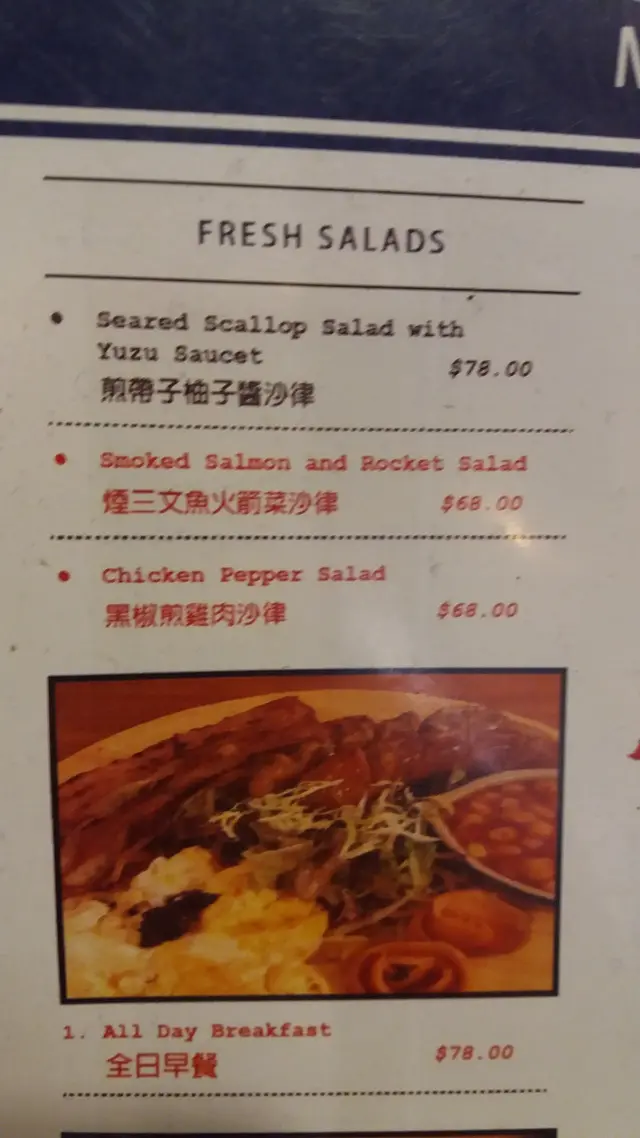 FRESH SALADS
• Seared Scallop Salad with
Yuzu Saucet
$78.00
煎帶子柚子醬沙律
• Smoked Salmon and Rocket Salad
煙三文魚火箭菜沙律 $68.00
• Chicken Pepper Salad
黑椒煎雞肉沙律 $68.00
1. All Day Breakfast
全日早餐 $78.00